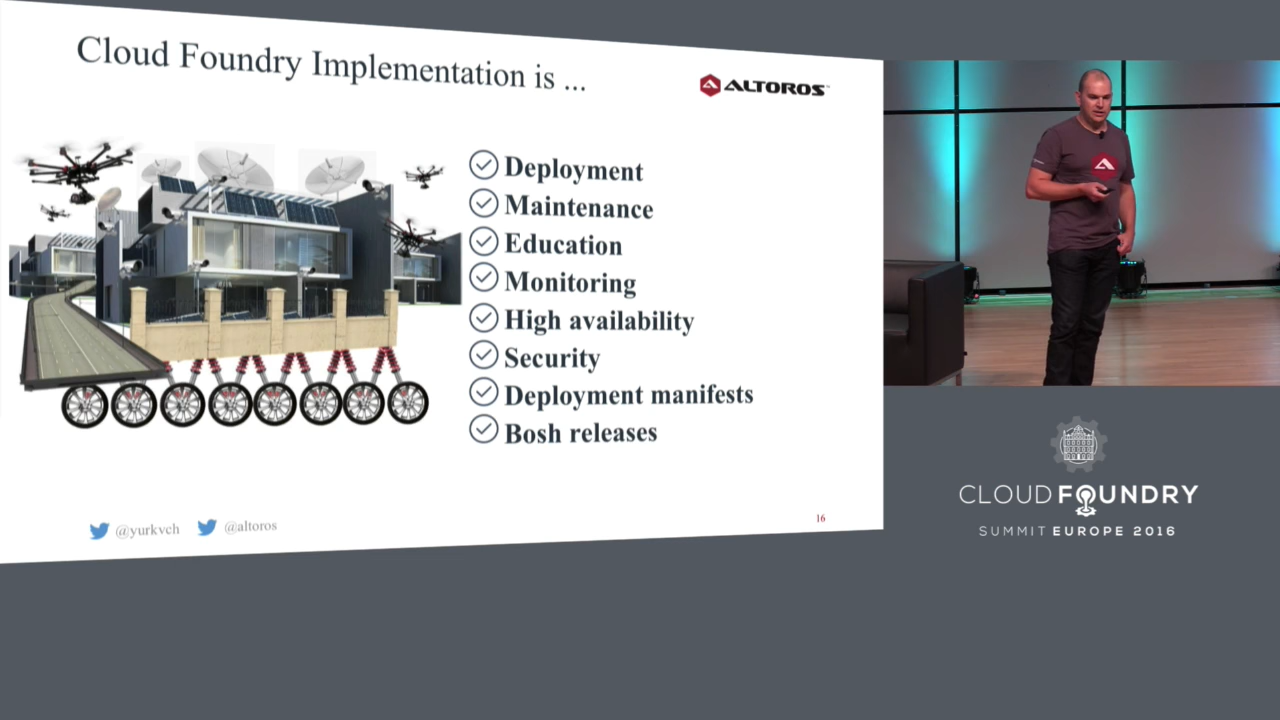 Cloud Foundry Implementation is ...
ALTOROS
Deployment
Maintenance
Education
Monitoring
High availability
Security
Deployment manifests
Bosh releases
@yurkvch
@altoros
16
CLOUD FOUNDRY
SUMMIT EUROPE 2016